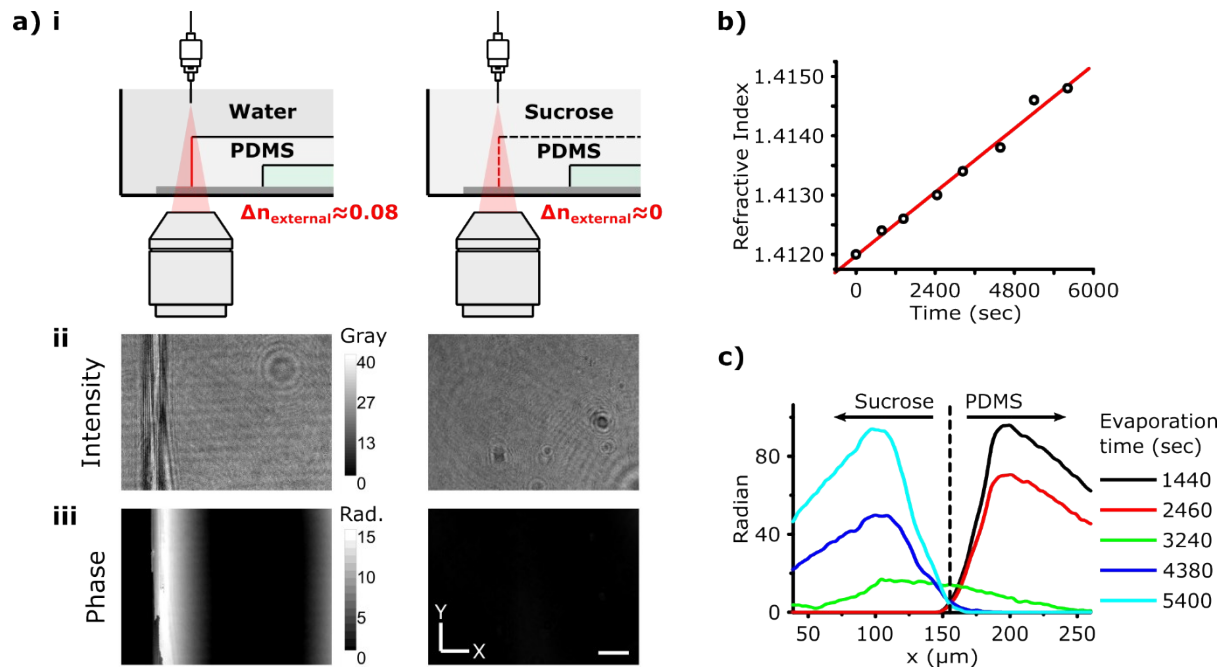 a) i
Water
PDMS
Δnexternal≈0.08
Sucrose
PDMS
Δnexternal≈0
ii
Intensity
Gray
40
27
13
0
iii
Phase
Rad.
15
10
5
0
Y
X
b)
Refractive Index
1.4150
1.4140
1.4130
1.4120
0 2400 4800 6000
Time (sec)
c)
Sucrose PDMS
Radian
80
40
0
50 100 150 200 250
x (µm)
Evaporation
time (sec)
1440
2460
3240
4380
5400